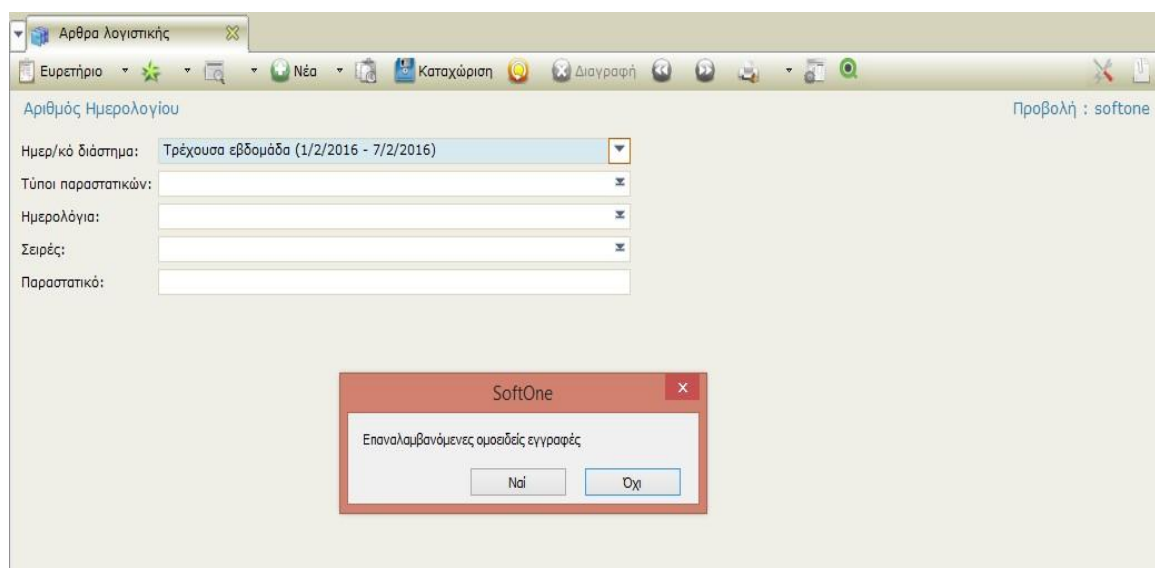 Αρθρα λογιστικής
Ευρετήριο Νέα Καταχώριση Διαγραφή
Αριθμός Ημερολογίου Προβολή : softone
Ημερ/κό διάστημα: Τρέχουσα εβδομάδα (1/2/2016 - 7/2/2016)
Τύποι παραστατικών:
Ημερολόγια:
Σειρές:
Παραστατικό:
SoftOne
Επαναλαμβανόμενες ομοειδείς εγγραφές
Ναί Όχι